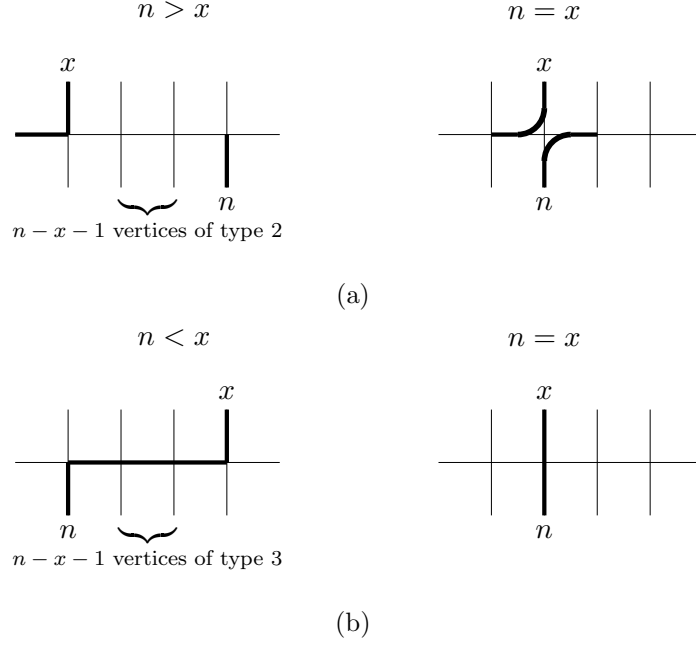 n > x
n = x
x
x
n
n
n − x − 1 vertices of type 2
(a)
n < x
n = x
x
x
n
n
n − x − 1 vertices of type 3
(b)